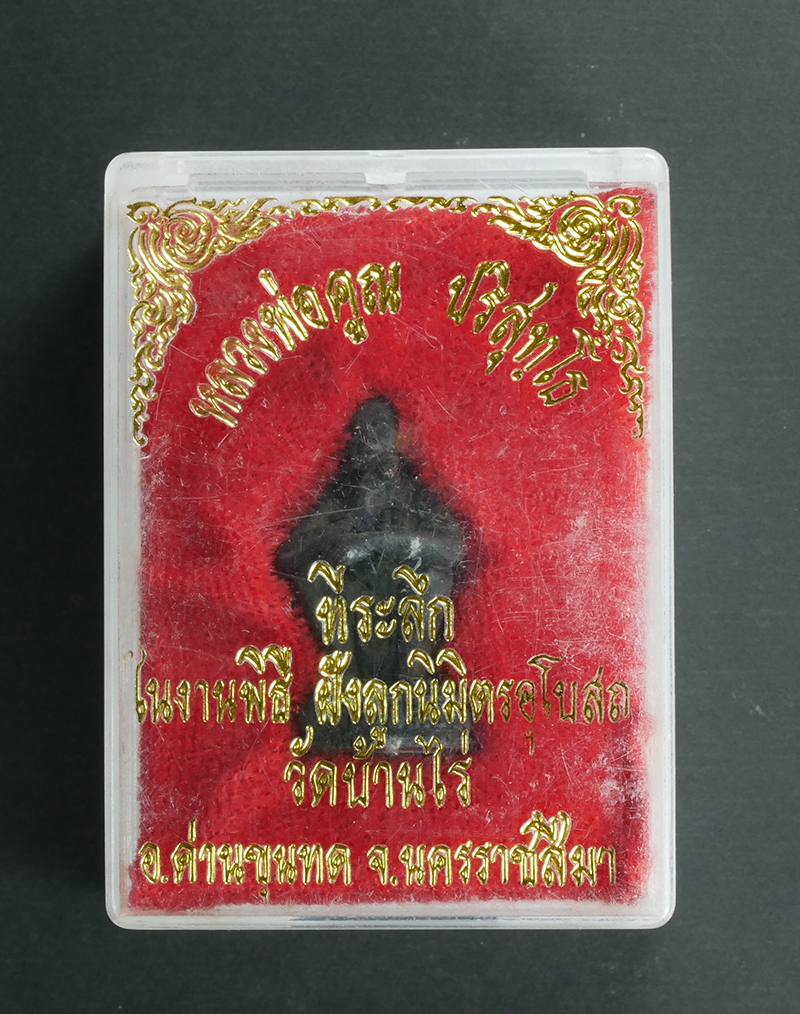 หลวงพ่อคูณ ปริสุทฺโธ
ที่ระลึก
ในงานพิธี ฝังลูกนิมิตรอุโบสถ
วัดบ้านไร่
อ.ด่านขุนทด จ.นครราชสีมา